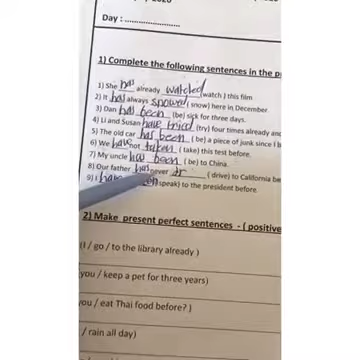 Day : ........................
1) Complete the following sentences in the p
1) She has already watched (watch ) this film
2) It has always snowed ( snow) here in December
3) Dan has been (be) sick for three days.
4) Li and Susan have tried (try) four times already and
5) The old car has been ( be) a piece of junk since I b
6) We have not taken ( take) this test before.
7) My uncle has been ( be to China.
8) Our father has never dr ( drive) to California be
9) I (speak) to the president before.
2) Make present perfect sentences - ( positive
(I / go / to the library already )
you / keep a pet for three years)
you / eat Thai food before? )
/ rain all day)